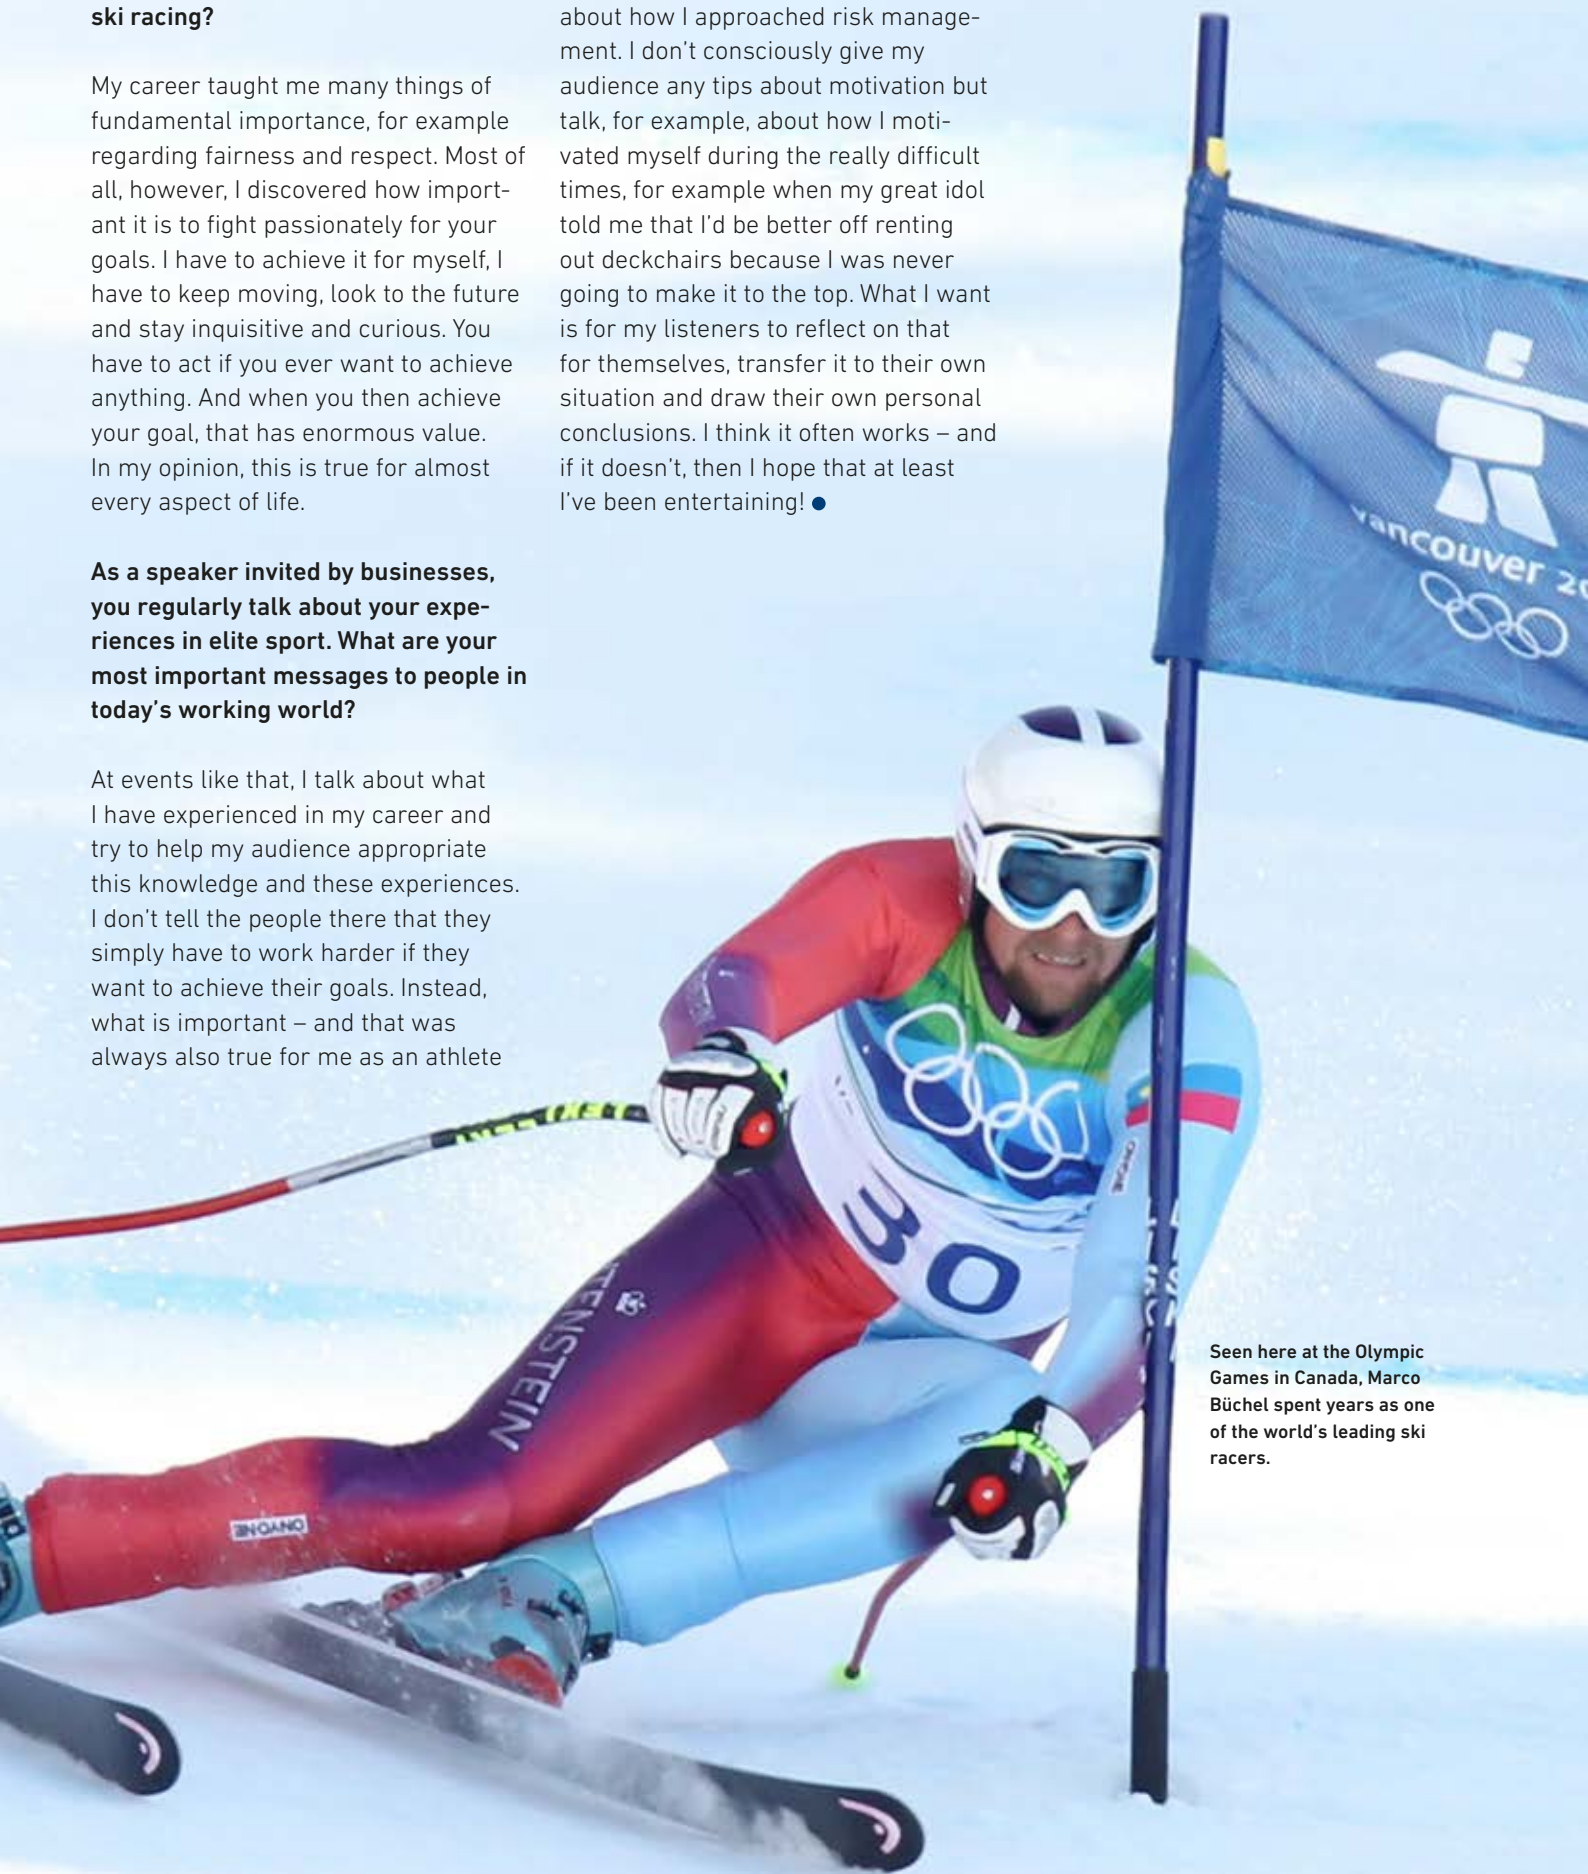 ski racing?
My career taught me many things of
fundamental importance, for example
regarding fairness and respect. Most of
all, however, I discovered how import-
ant it is to fight passionately for your
goals. I have to achieve it for myself, I
have to keep moving, look to the future
and stay inquisitive and curious. You
have to act if you ever want to achieve
anything. And when you then achieve
your goal, that has enormous value.
In my opinion, this is true for almost
every aspect of life.
As a speaker invited by businesses,
you regularly talk about your expe-
riences in elite sport. What are your
most important messages to people in
today's working world?
At events like that, I talk about what
I have experienced in my career and
try to help my audience appropriate
this knowledge and these experiences.
I don't tell the people there that they
simply have to work harder if they
want to achieve their goals. Instead,
what is important – and that was
always also true for me as an athlete
about how I approached risk manage-
ment. I don't consciously give my
audience any tips about motivation but
talk, for example, about how I moti-
vated myself during the really difficult
times, for example when my great idol
told me that I'd be better off renting
out deckchairs because I was never
going to make it to the top. What I want
is for my listeners to reflect on that
for themselves, transfer it to their own
situation and draw their own personal
conclusions. I think it often works – and
if it doesn't, then I hope that at least
I've been entertaining!
vancouver 20
LEKI LEKI
30
TENSTEIN
ONYONE
ONYONE
Seen here at the Olympic
Games in Canada, Marco
Büchel spent years as one
of the world's leading ski
racers.